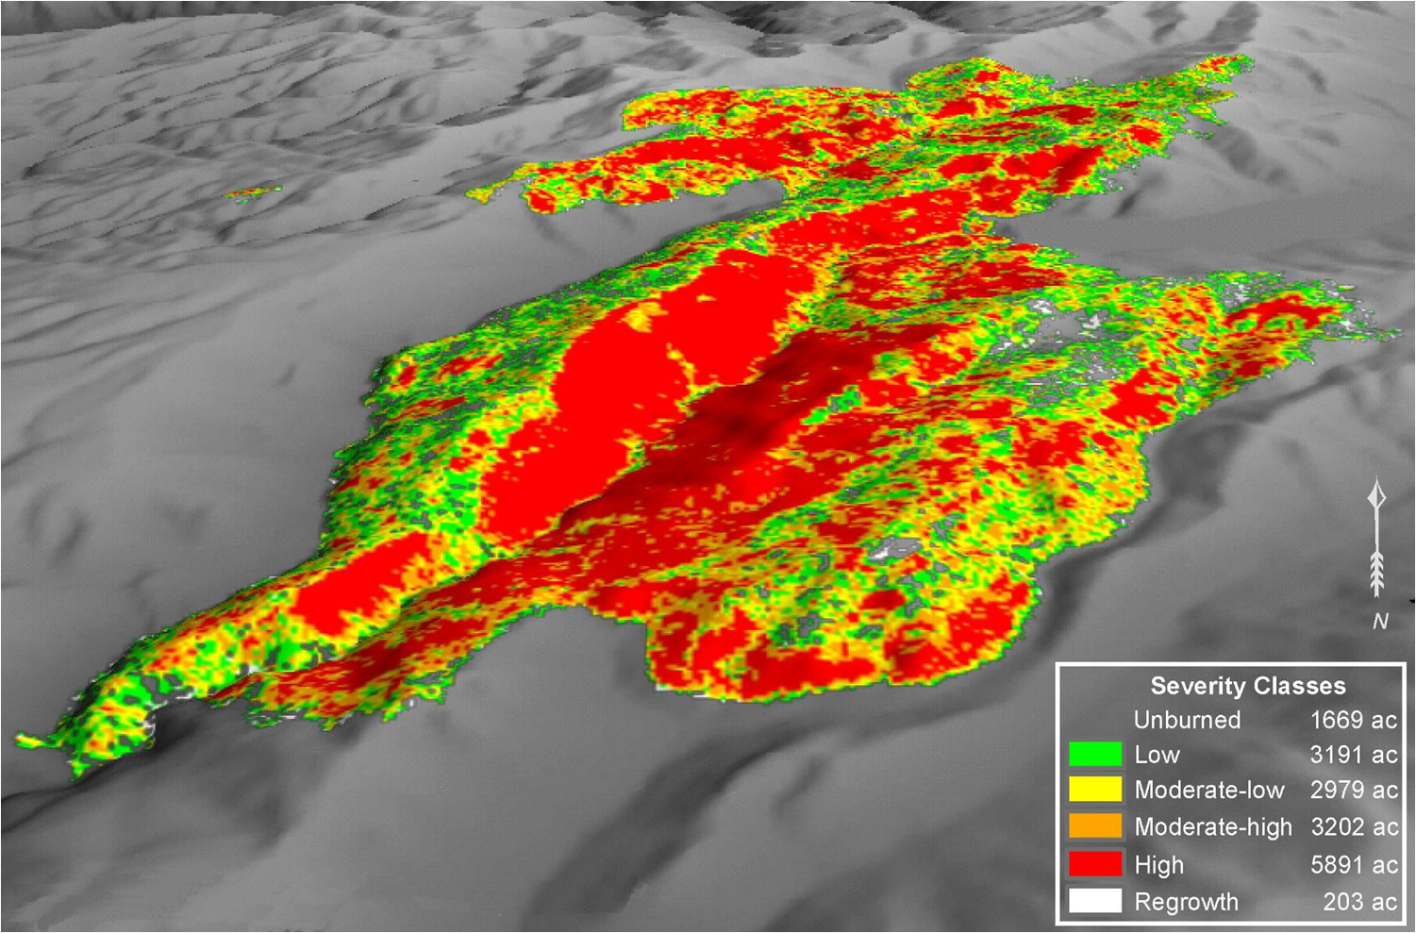 N
Severity Classes
Unburned 1669 ac
Low 3191 ac
Moderate-low 2979 ac
Moderate-high 3202 ac
High 5891 ac
Regrowth 203 ac